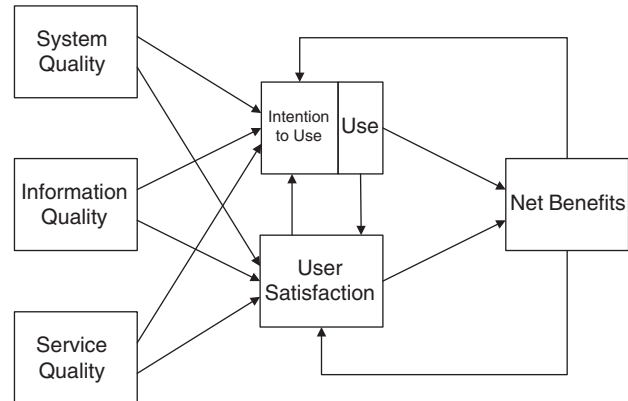 System
Quality
Intention
to Use
Use
Information
Quality
Net Benefits
User
Satisfaction
Service
Quality